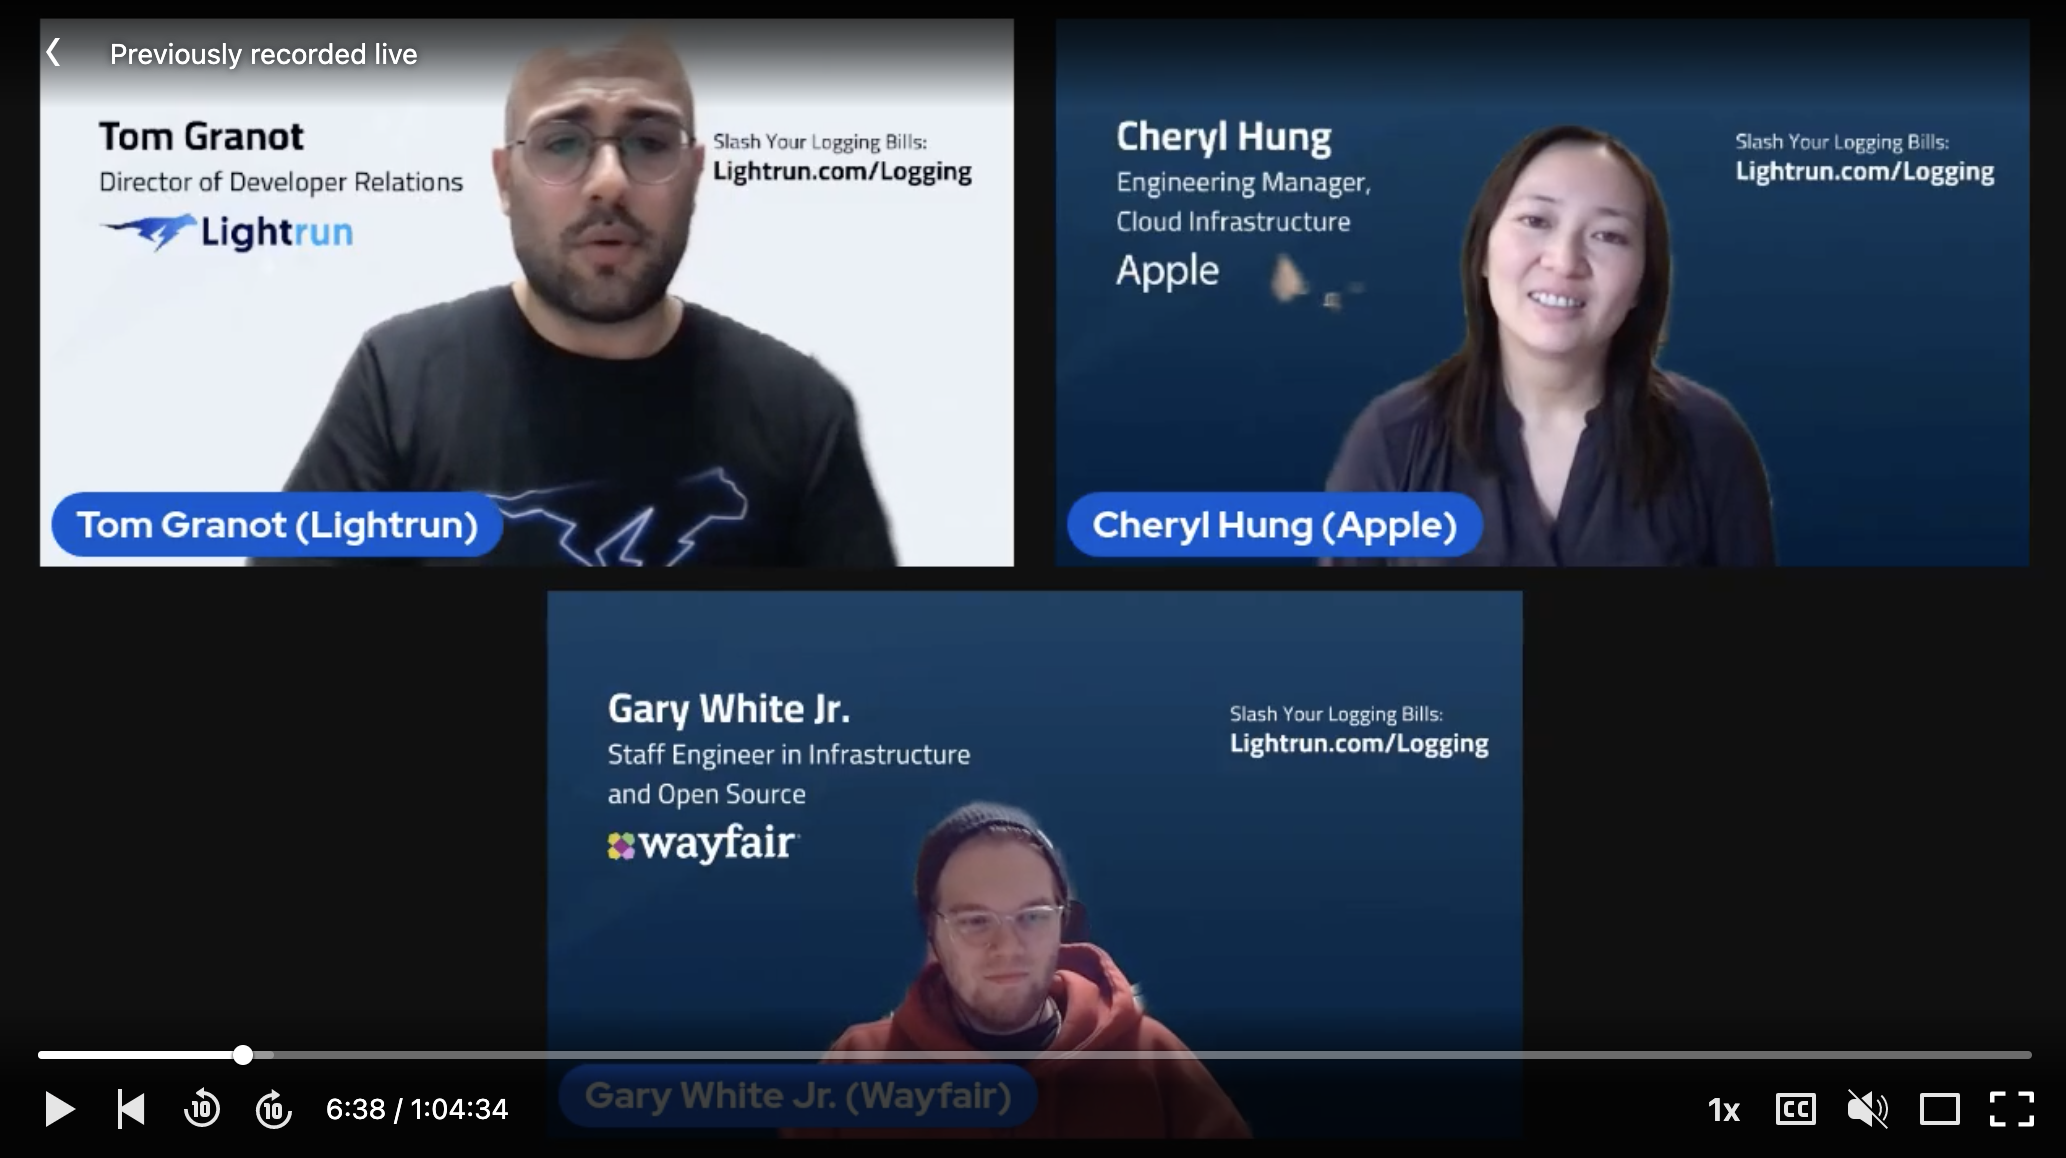 Previously recorded live
Tom Granot
Director of Developer Relations
Lightrun
Slash Your Logging Bills:
Lightrun.com/Logging
Tom Granot (Lightrun)
Cheryl Hung
Engineering Manager,
Cloud Infrastructure
Apple
Slash Your Logging Bills:
Lightrun.com/Logging
Cheryl Hung (Apple)
Gary White Jr.
Staff Engineer in Infrastructure
and Open Source
wayfair
Slash Your Logging Bills:
Lightrun.com/Logging
Gary White Jr. (Wayfair)
10
10
6:38 / 1:04:34
1x
CC